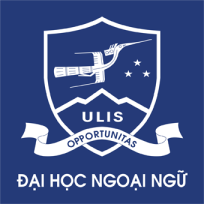 ULIS
OPPORTUNITAS
ĐẠI HỌC NGOẠI NGỮ